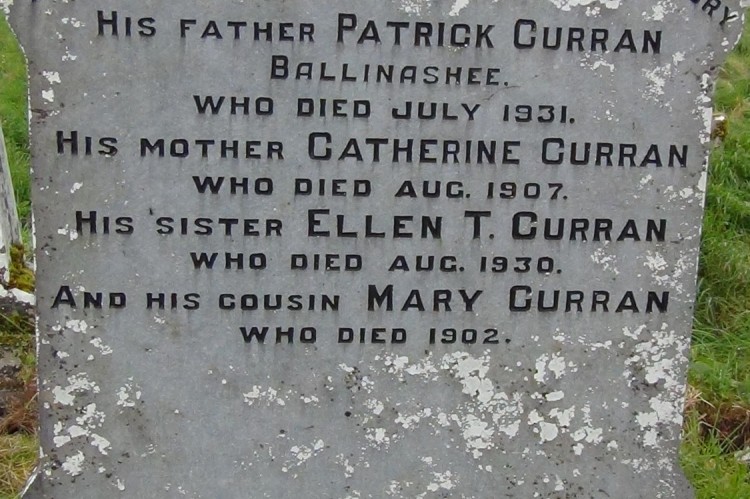 HIS FATHER PATRICK CURRAN
BALLINASHEE.
WHO DIED JULY 1931.
HIS MOTHER CATHERINE CURRAN
WHO DIED AUG. 1907.
HIS SISTER ELLEN T. CURRAN
WHO DIED AUG. 1930.
AND HIS COUSIN MARY CURRAN
WHO DIED 1902.